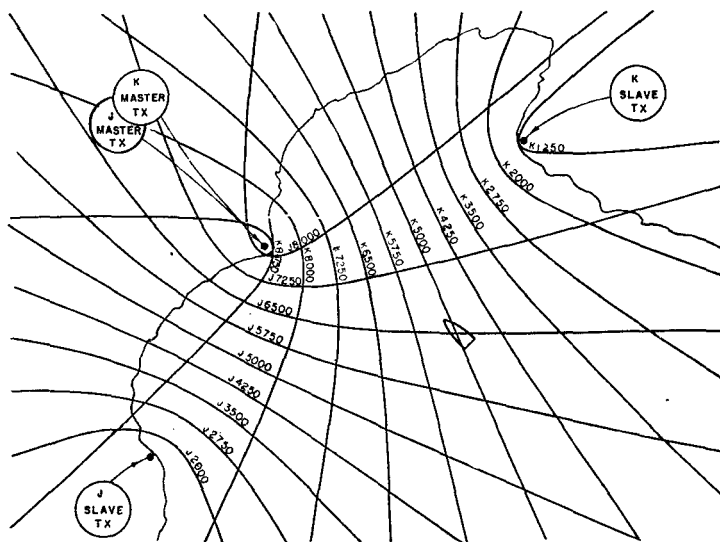 K
MASTER
TX
J
MASTER
TX
K
SLAVE
TX
K1250
K2000
K2750
K3500
K4250
K5000
K5750
K6500
K7250
K8000
J8000
J7250
J6500
J5750
J5000
J4250
J3500
J2750
J2000
J
SLAVE
TX